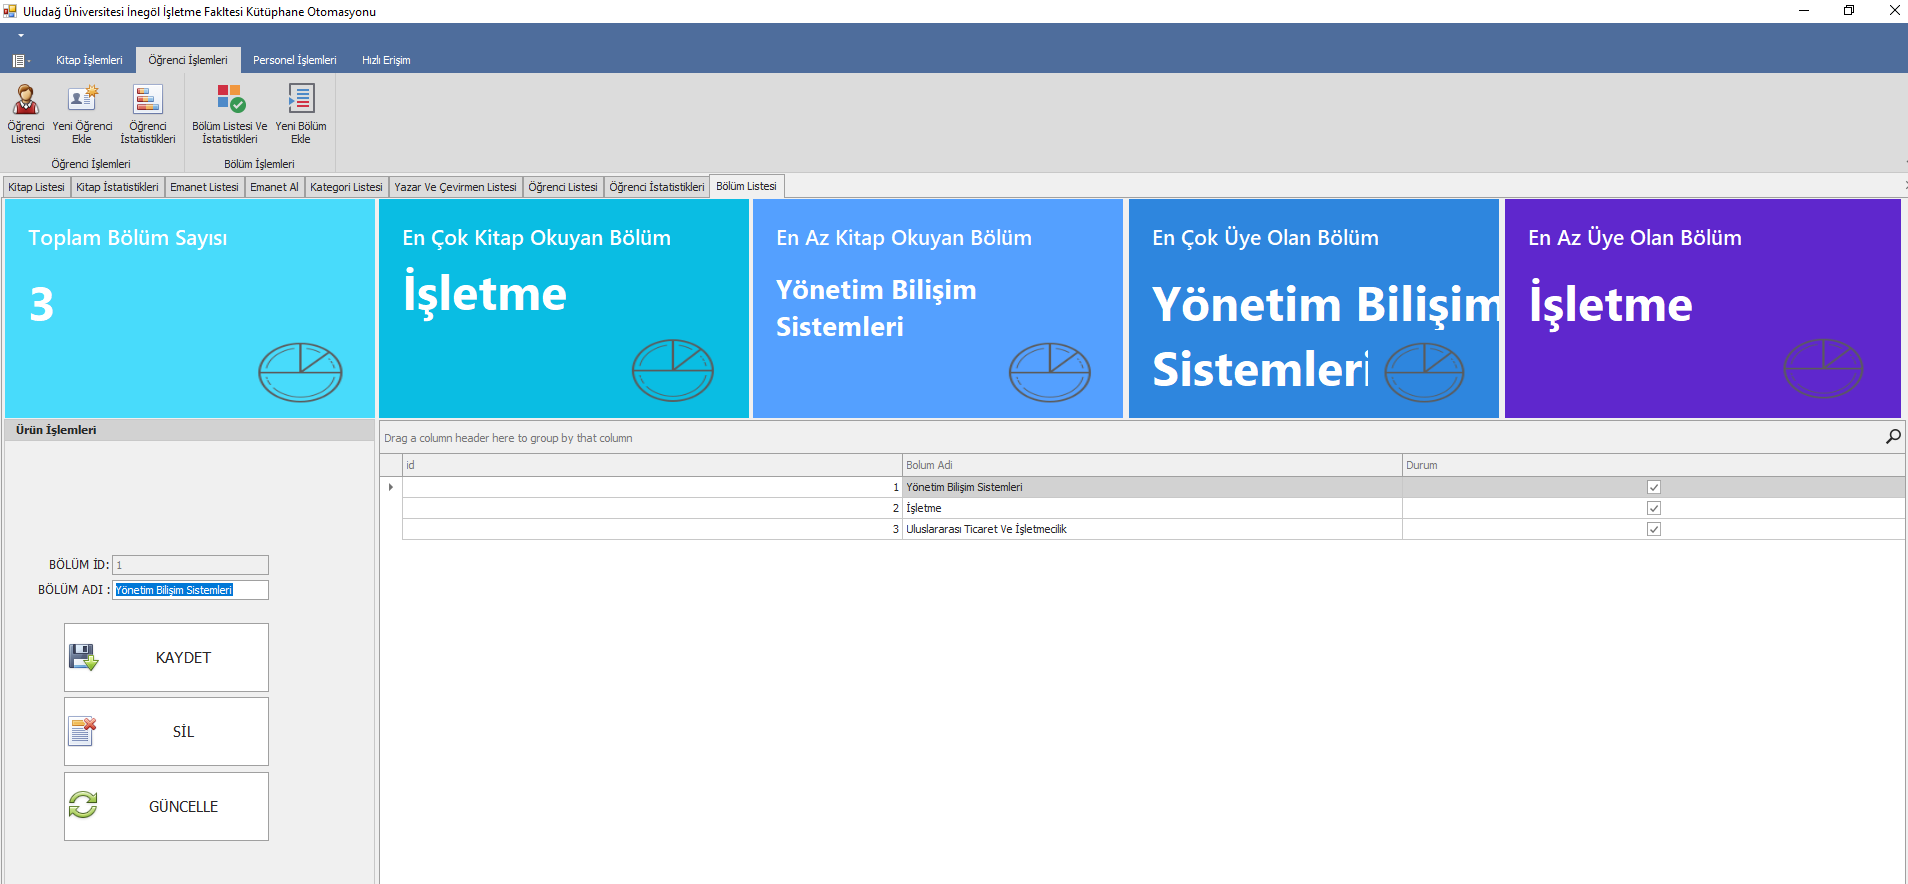 Uludağ Üniversitesi İnegöl İşletme Fakltesi Kütüphane Otomasyonu
Kitap İşlemleri Öğrenci İşlemleri Personel İşlemleri Hızlı Erişim
Öğrenci Listesi
Yeni Öğrenci Ekle
Öğrenci İstatistikleri
Bölüm Listesi Ve İstatistikleri
Yeni Bölüm Ekle
Öğrenci İşlemleri Bölüm İşlemleri
Kitap Listesi Kitap İstatistikleri Emanet Listesi Emanet Al Kategori Listesi Yazar Ve Çevirmen Listesi Öğrenci Listesi Öğrenci İstatistikleri Bölüm Listesi
Toplam Bölüm Sayısı
3
En Çok Kitap Okuyan Bölüm
İşletme
En Az Kitap Okuyan Bölüm
Yönetim Bilişim
Sistemleri
En Çok Üye Olan Bölüm
Yönetim Bilişim
Sistemleri
En Az Üye Olan Bölüm
İşletme
Ürün İşlemleri
BÖLÜM İD: 1
BÖLÜM ADI : Yönetim Bilişim Sistemleri
KAYDET
SİL
GÜNCELLE
Drag a column header here to group by that column
id Bolum Adi Durum
1 Yönetim Bilişim Sistemleri
2 İşletme
3 Uluslararası Ticaret Ve İşletmecilik